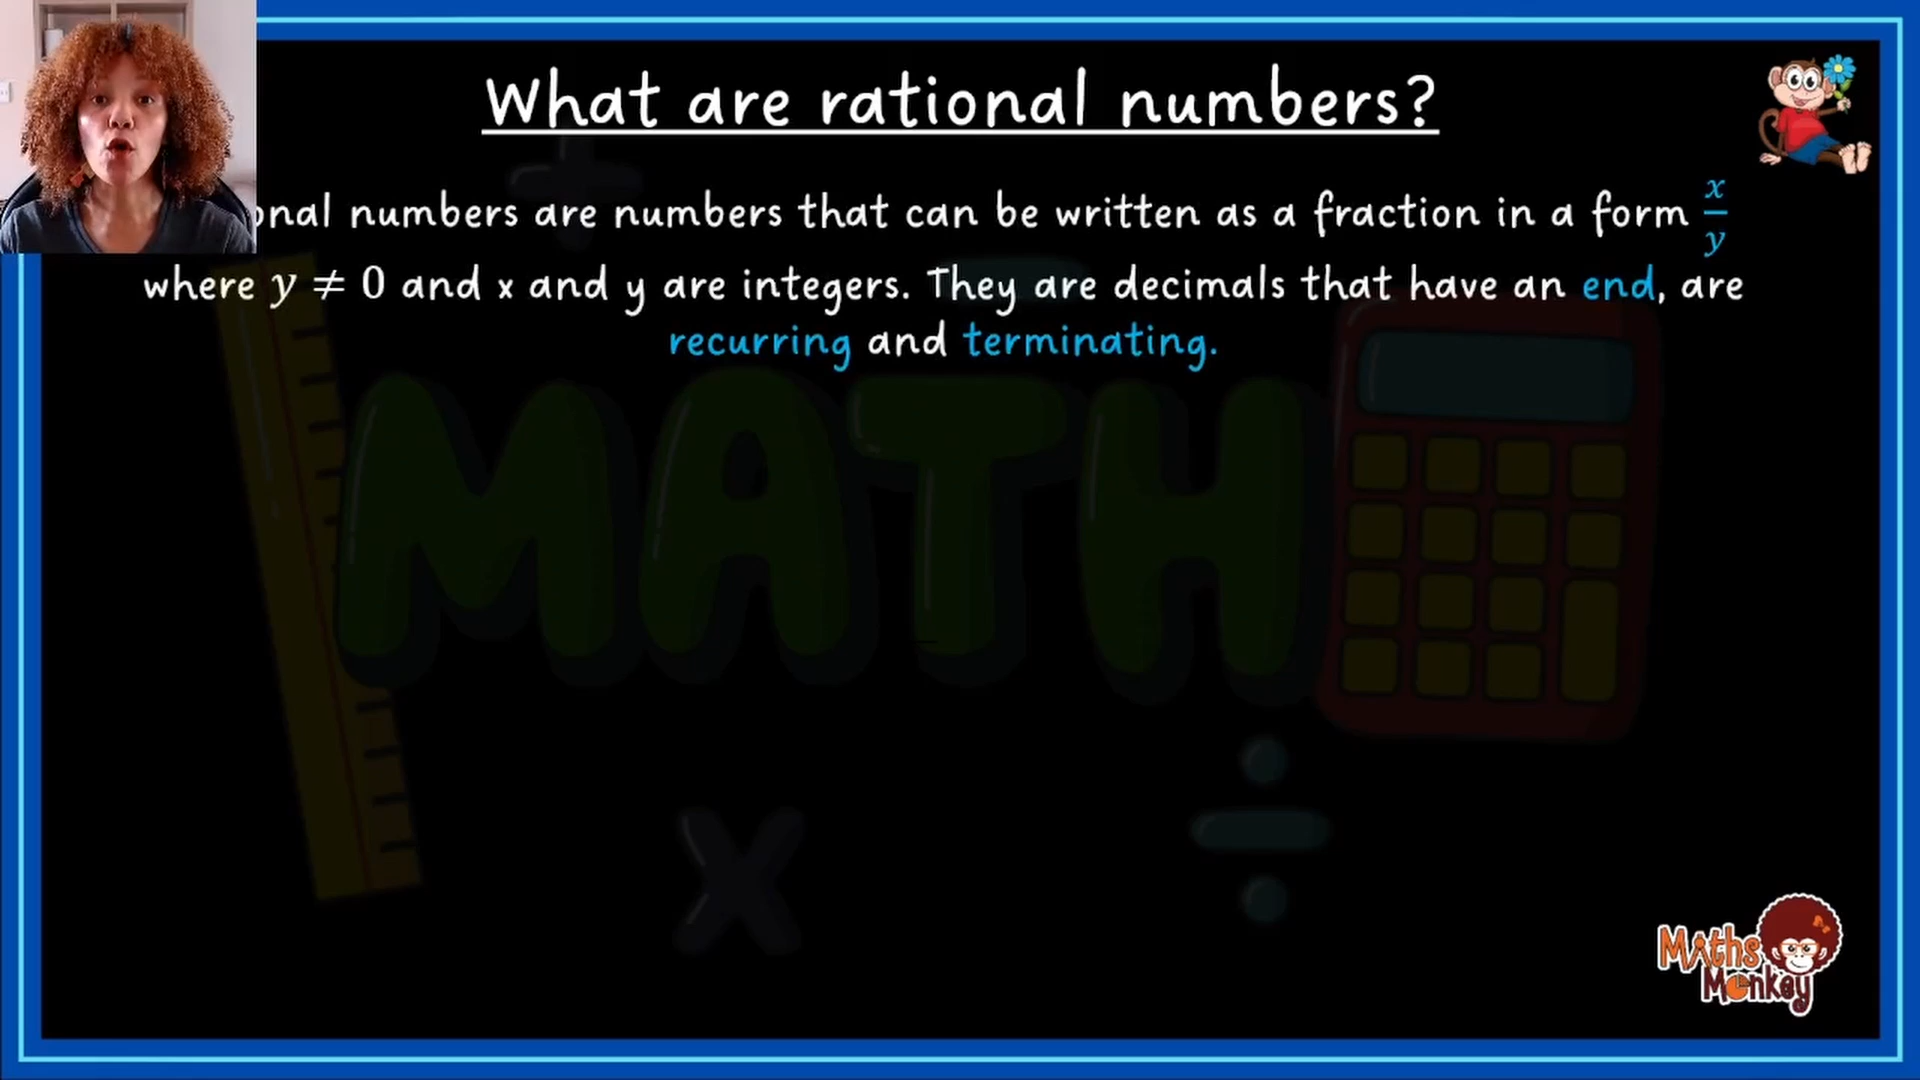 What are rational numbers?
onal numbers are numbers that can be written as a fraction in a form x/y
where y ≠ 0 and x and y are integers. They are decimals that have an end, are
recurring and terminating.
MATH
Maths
Monkey